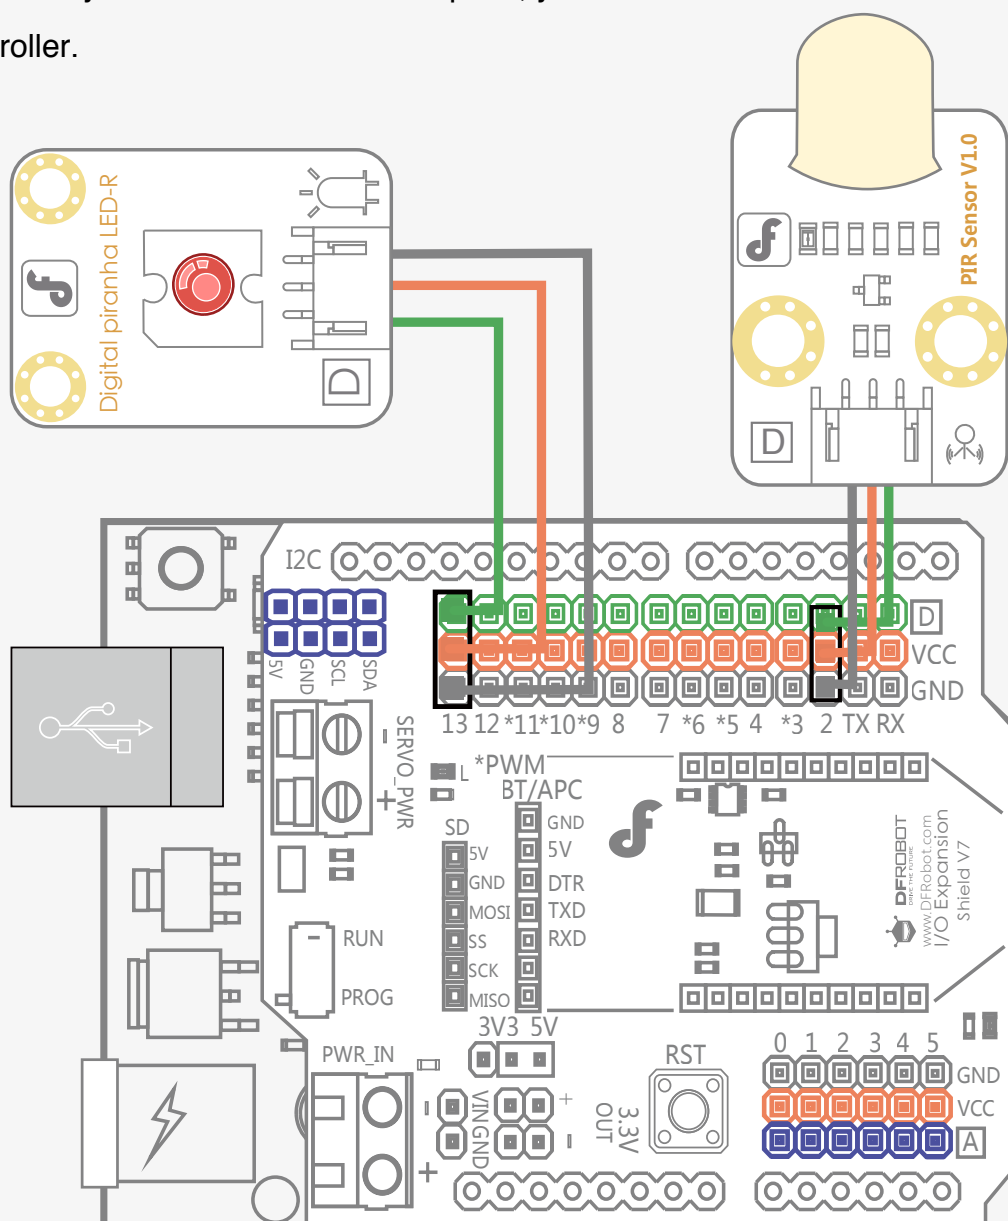 roller.
Digital piranha LED-R
D
PIR Sensor V1.0
D
I2C
D
VCC
GND
5V
GND
SCL
SDA
13 12 *11 *10 *9 8 7 *6 *5 4 *3 2 TX RX
SERVO_PWR
-
+
L
*PWM
BT/APC
GND
5V
DTR
TXD
RXD
SD
5V
GND
MOSI
SS
SCK
MISO
DFROBOT
DRIVE THE FUTURE
www.DFRobot.com
I/O Expansion
Shield V7
RUN
PROG
3V3 5V
PWR_IN
-
+
VIN
GND
+
-
3.3V
OUT
RST
0 1 2 3 4 5
GND
VCC
A